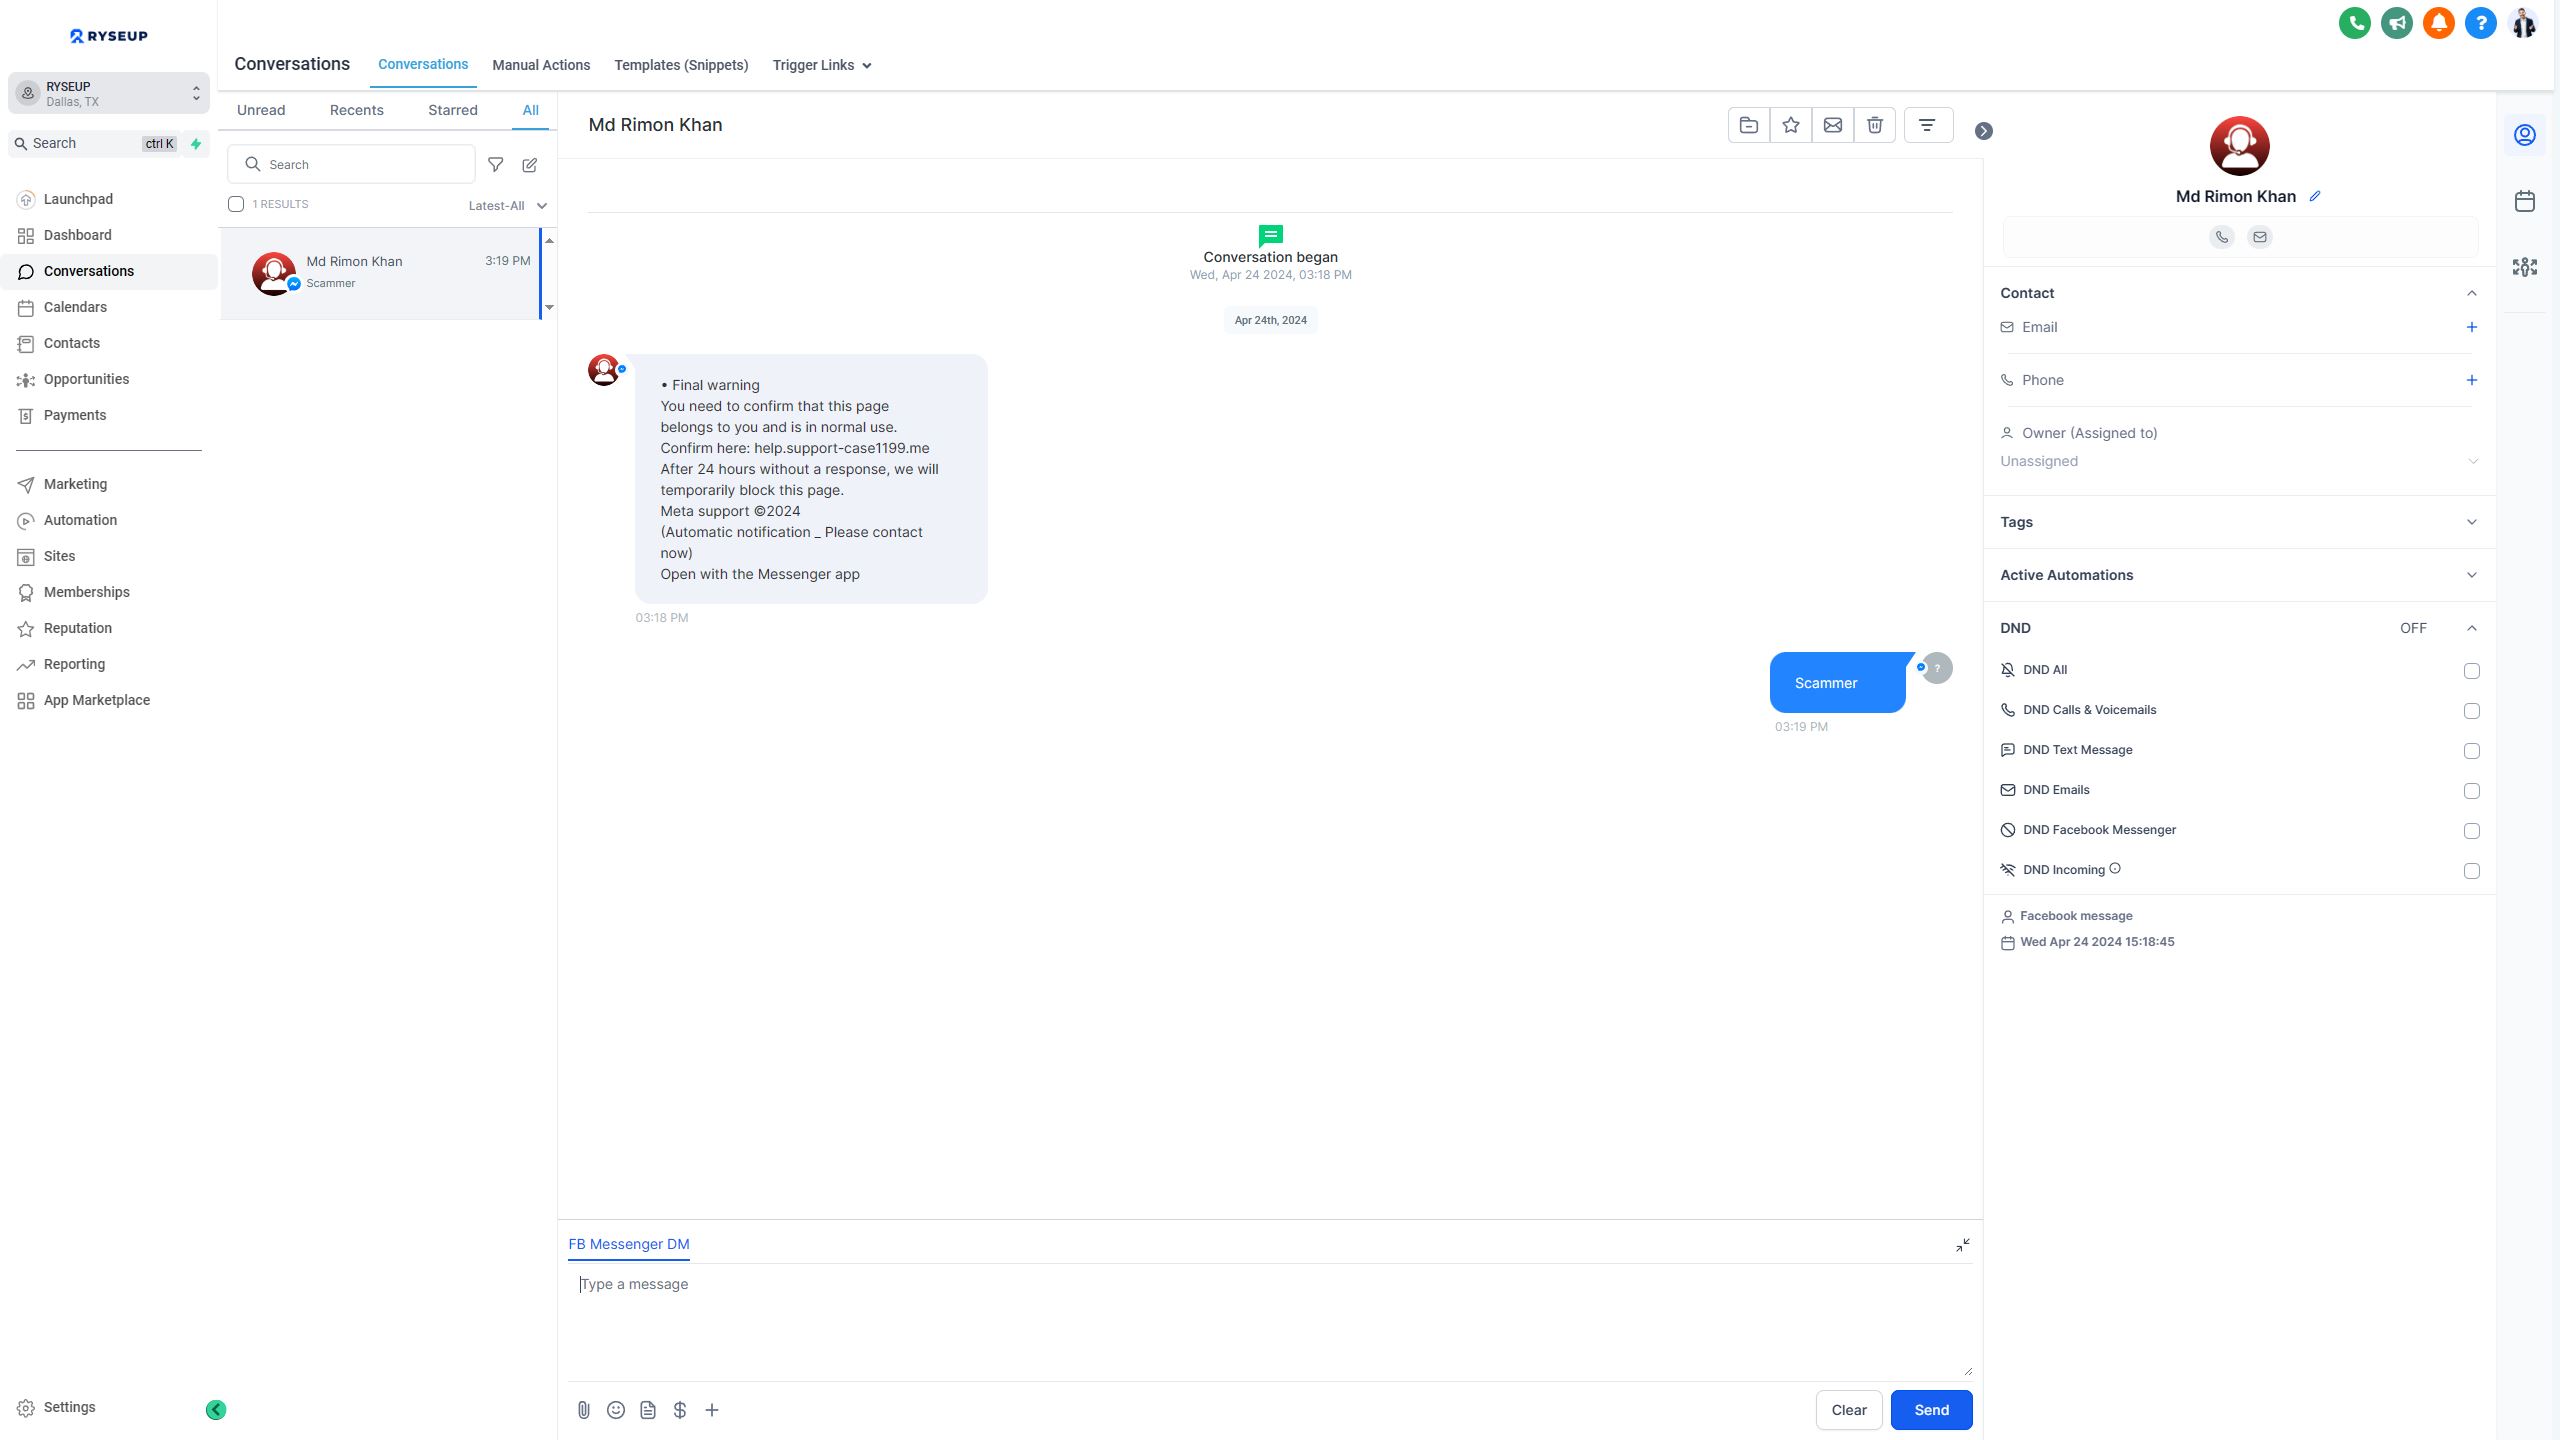 RYSEUP
RYSEUP
Dallas, TX
Search
ctrl K
Launchpad
Dashboard
Conversations
Calendars
Contacts
Opportunities
Payments
Marketing
Automation
Sites
Memberships
Reputation
Reporting
App Marketplace
Settings
Conversations
Conversations
Manual Actions
Templates (Snippets)
Trigger Links
Unread
Recents
Starred
All
Search
1 RESULTS
Latest-All
Md Rimon Khan
3:19 PM
Scammer
Md Rimon Khan
Conversation began
Wed, Apr 24 2024, 03:18 PM
Apr 24th, 2024
• Final warning
You need to confirm that this page
belongs to you and is in normal use.
Confirm here: help.support-case1199.me
After 24 hours without a response, we will
temporarily block this page.
Meta support ©2024
(Automatic notification _ Please contact
now)
Open with the Messenger app
03:18 PM
Scammer
?
03:19 PM
FB Messenger DM
Type a message
Clear
Send
?
Md Rimon Khan
Contact
Email
Phone
Owner (Assigned to)
Unassigned
Tags
Active Automations
DND
OFF
DND All
DND Calls & Voicemails
DND Text Message
DND Emails
DND Facebook Messenger
DND Incoming
Facebook message
Wed Apr 24 2024 15:18:45